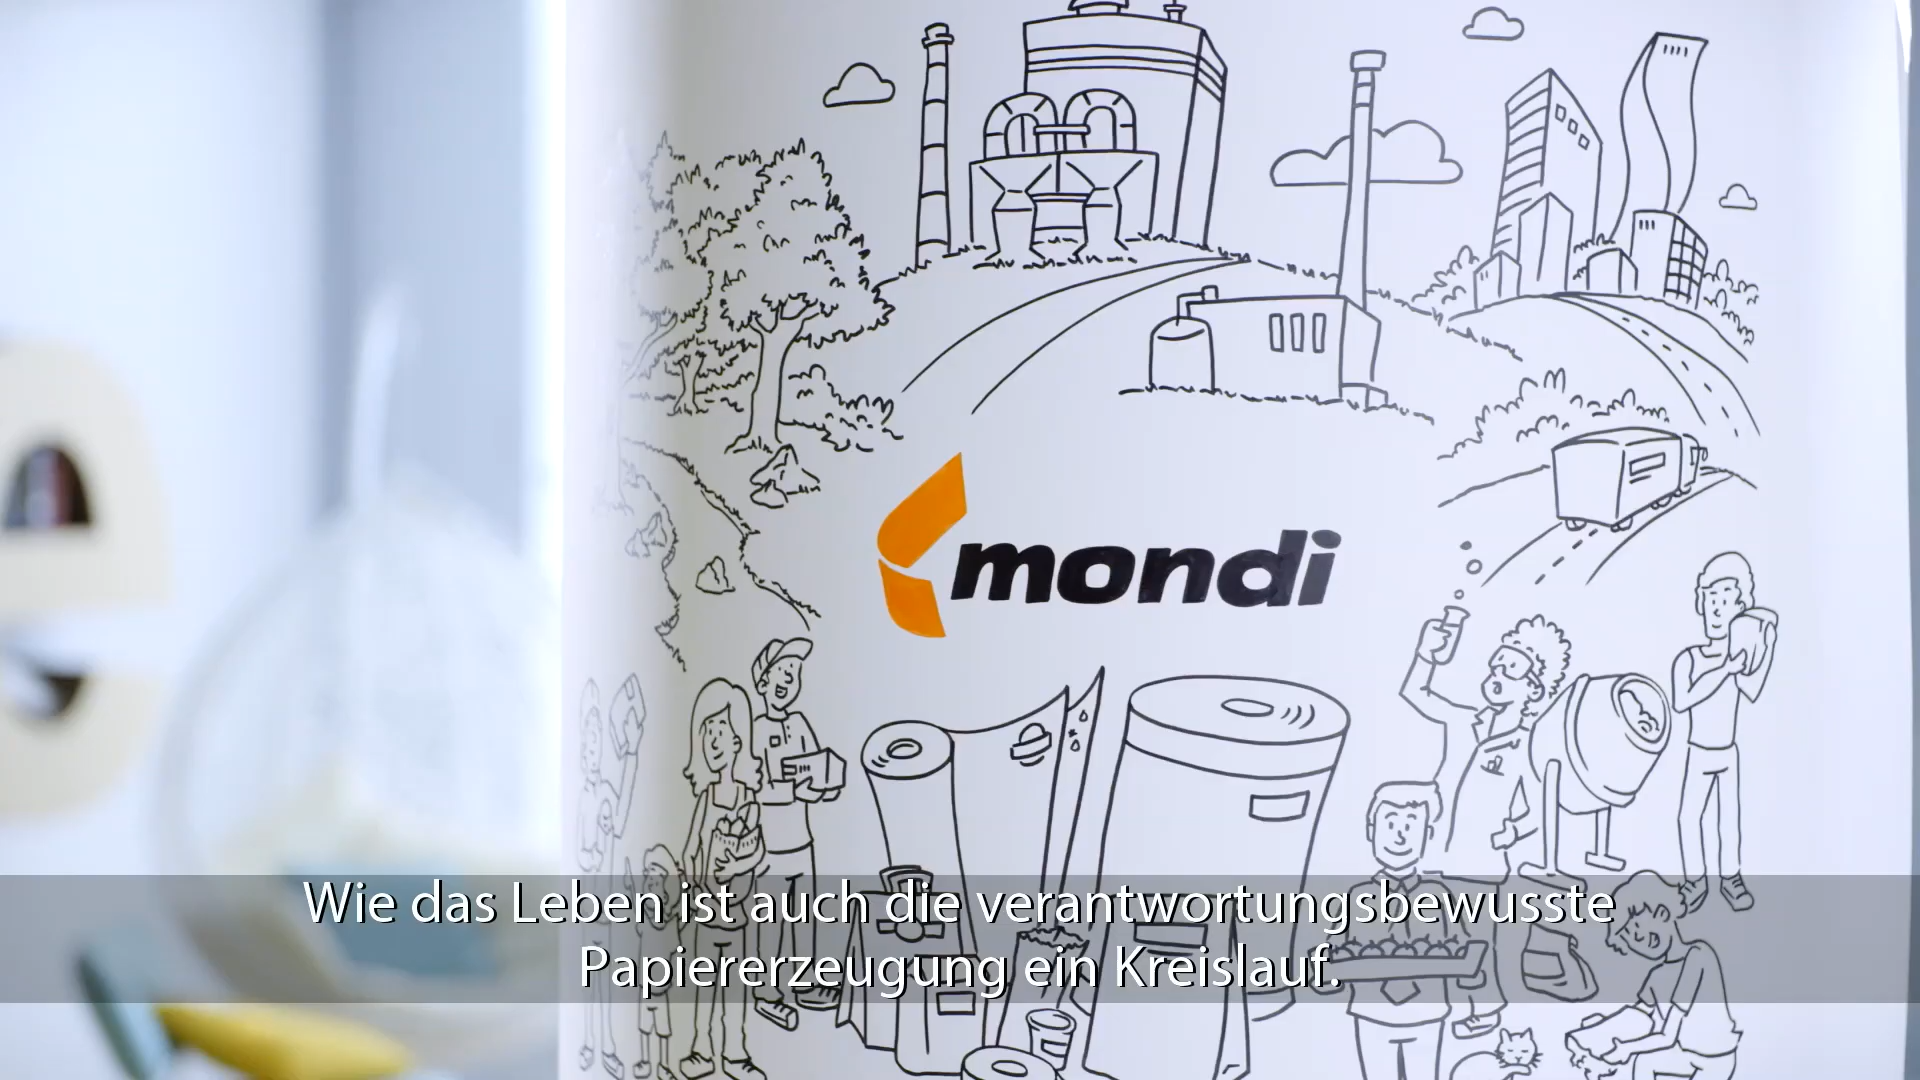 mondi
Wie das Leben ist auch die verantwortungsbewusste
Papiererzeugung ein Kreislauf.